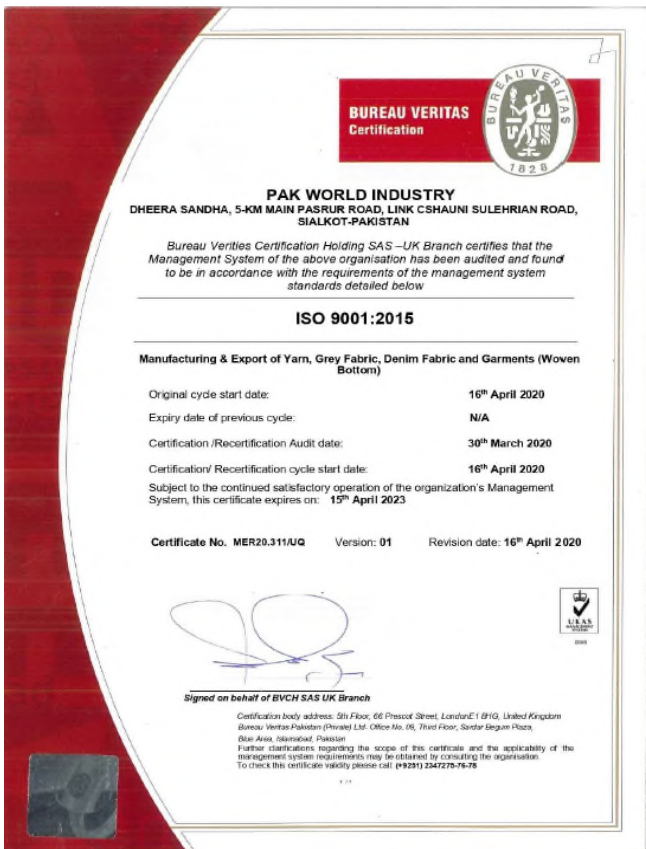 BUREAU VERITAS
Certification
BUREAU VERITAS
1828
PAK WORLD INDUSTRY
DHEERA SANDHA, 5-KM MAIN PASRUR ROAD, LINK CSHAUNI SULEHRIAN ROAD,
SIALKOT-PAKISTAN
Bureau Verities Certification Holding SAS –UK Branch certifies that the
Management System of the above organisation has been audited and found
to be in accordance with the requirements of the management system
standards detailed below
ISO 9001:2015
Manufacturing & Export of Yarn, Grey Fabric, Denim Fabric and Garments (Woven
Bottom)
Original cycle start date: 16th April 2020
Expiry date of previous cycle: N/A
Certification /Recertification Audit date: 30th March 2020
Certification/ Recertification cycle start date: 16th April 2020
Subject to the continued satisfactory operation of the organization's Management
System, this certificate expires on: 15th April 2023
Certificate No. MER20.311/UQ Version: 01 Revision date: 16th April 2020
UKAS
MANAGEMENT
SYSTEMS
Signed on behalf of BVCH SAS UK Branch
Certification body address: 5th Floor, 66 Prescot Street, LondonE1 8HG, United Kingdom
Bureau Veritas Pakistan (Private) Ltd- Office No. 09, Third Floor, Sardar Begum Plaza,
Blue Area, Islamabad, Pakistan
Further clarifications regarding the scope of this certificate and the applicability of the
management system requirements may be obtained by consulting the organisation.
To check this certificate validity please call: (+9251) 2347275-76-78